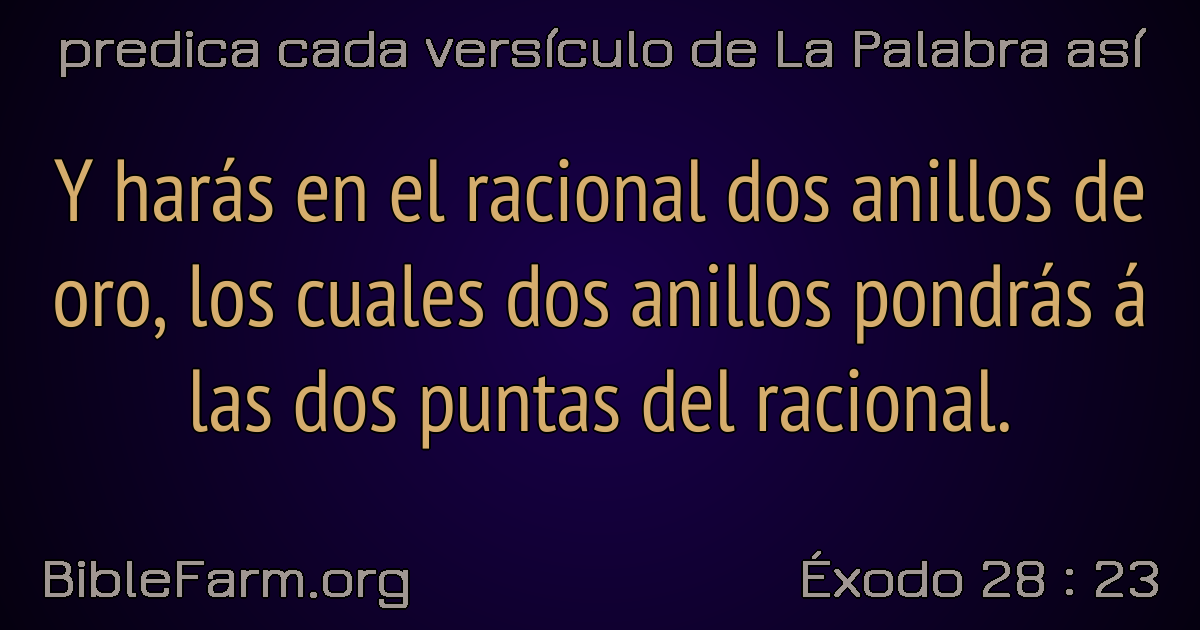 predica cada versículo de La Palabra así
Y harás en el racional dos anillos de
oro, los cuales dos anillos pondrás á
las dos puntas del racional.
BibleFarm.org
Éxodo 28 : 23